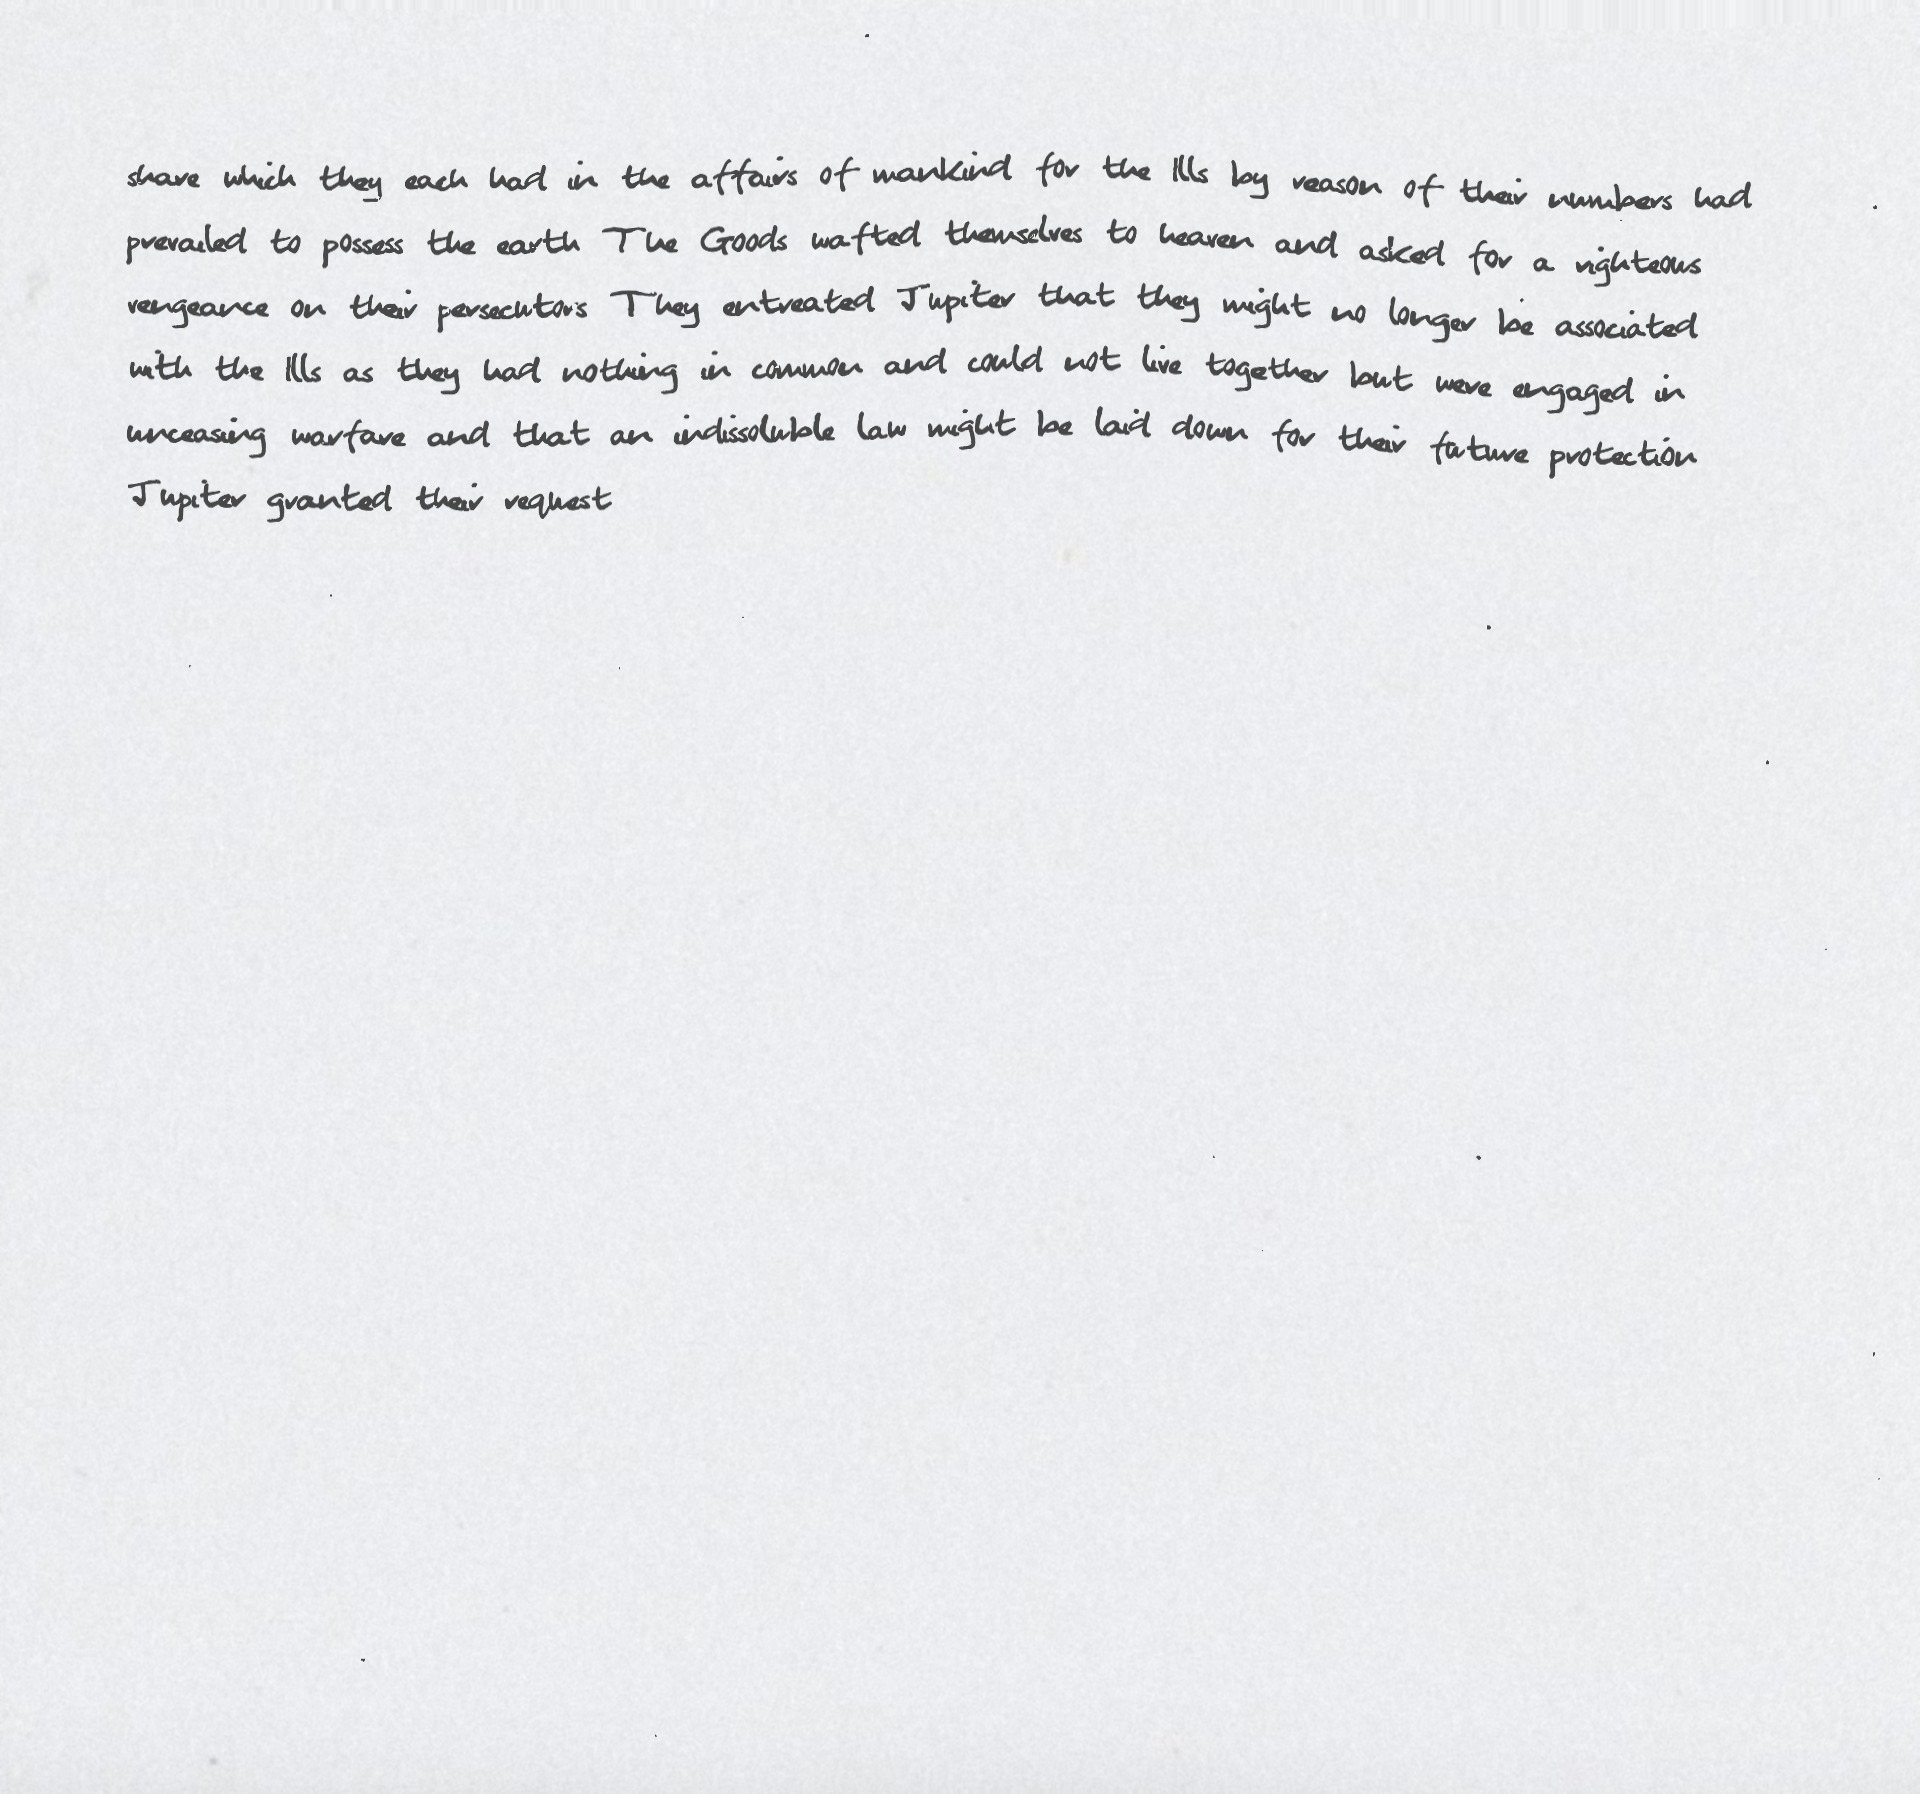 share which they each had in the affairs of mankind for the Ills by reason of their numbers had
prevailed to possess the earth The Goods wafted themselves to heaven and asked for a righteous
vengeance on their persecutors They entreated Jupiter that they might no longer be associated
with the Ills as they had nothing in common and could not live together but were engaged in
unceasing warfare and that an indissoluble law might be laid down for their future protection
Jupiter granted their request